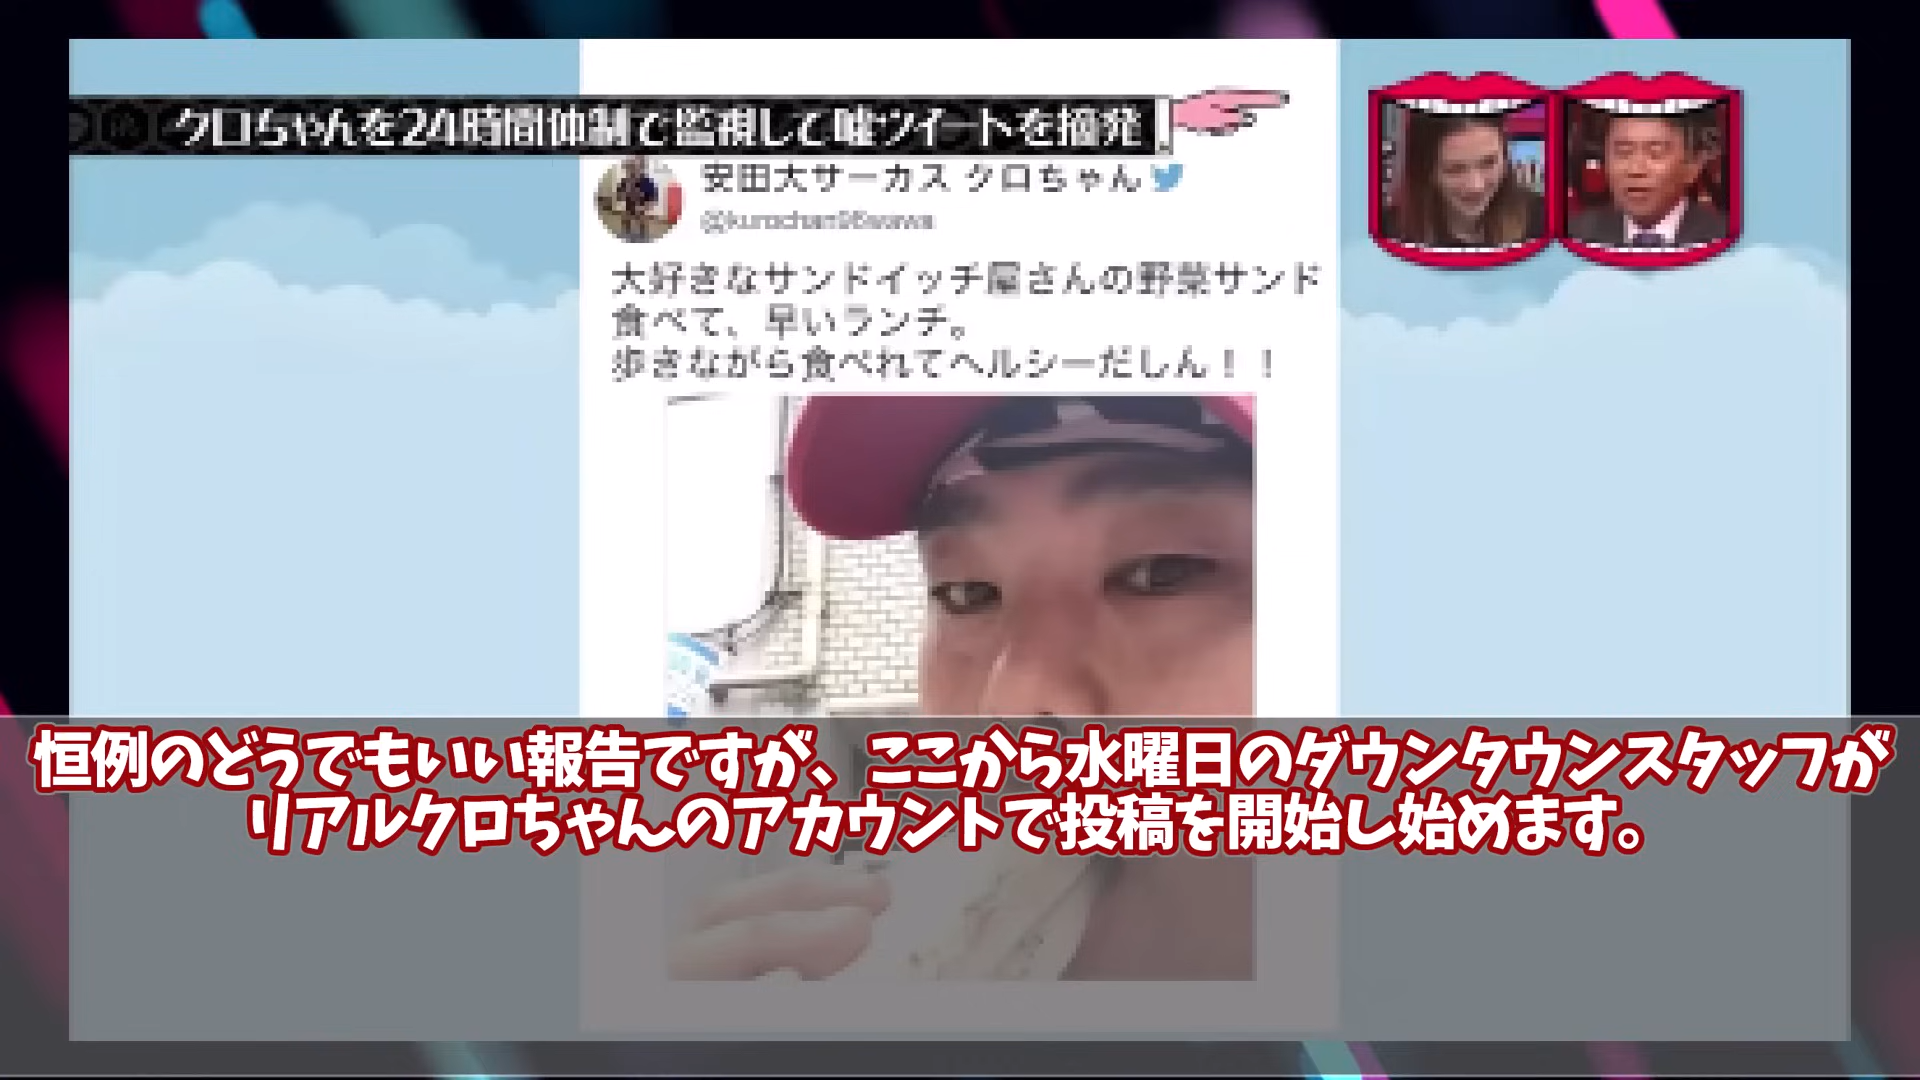 クロちゃんを24時間体制で監視して嘘ツイートを摘発
安田大サーカス クロちゃん
@kurochan96wawa
大好きなサンドイッチ屋さんの野菜サンド
食べて、早いランチ。
歩きながら食べれてヘルシーだしん！！
恒例のどうでもいい報告ですが、ここから水曜日のダウンタウンスタッフが
リアルクロちゃんのアカウントで投稿を開始し始めます。